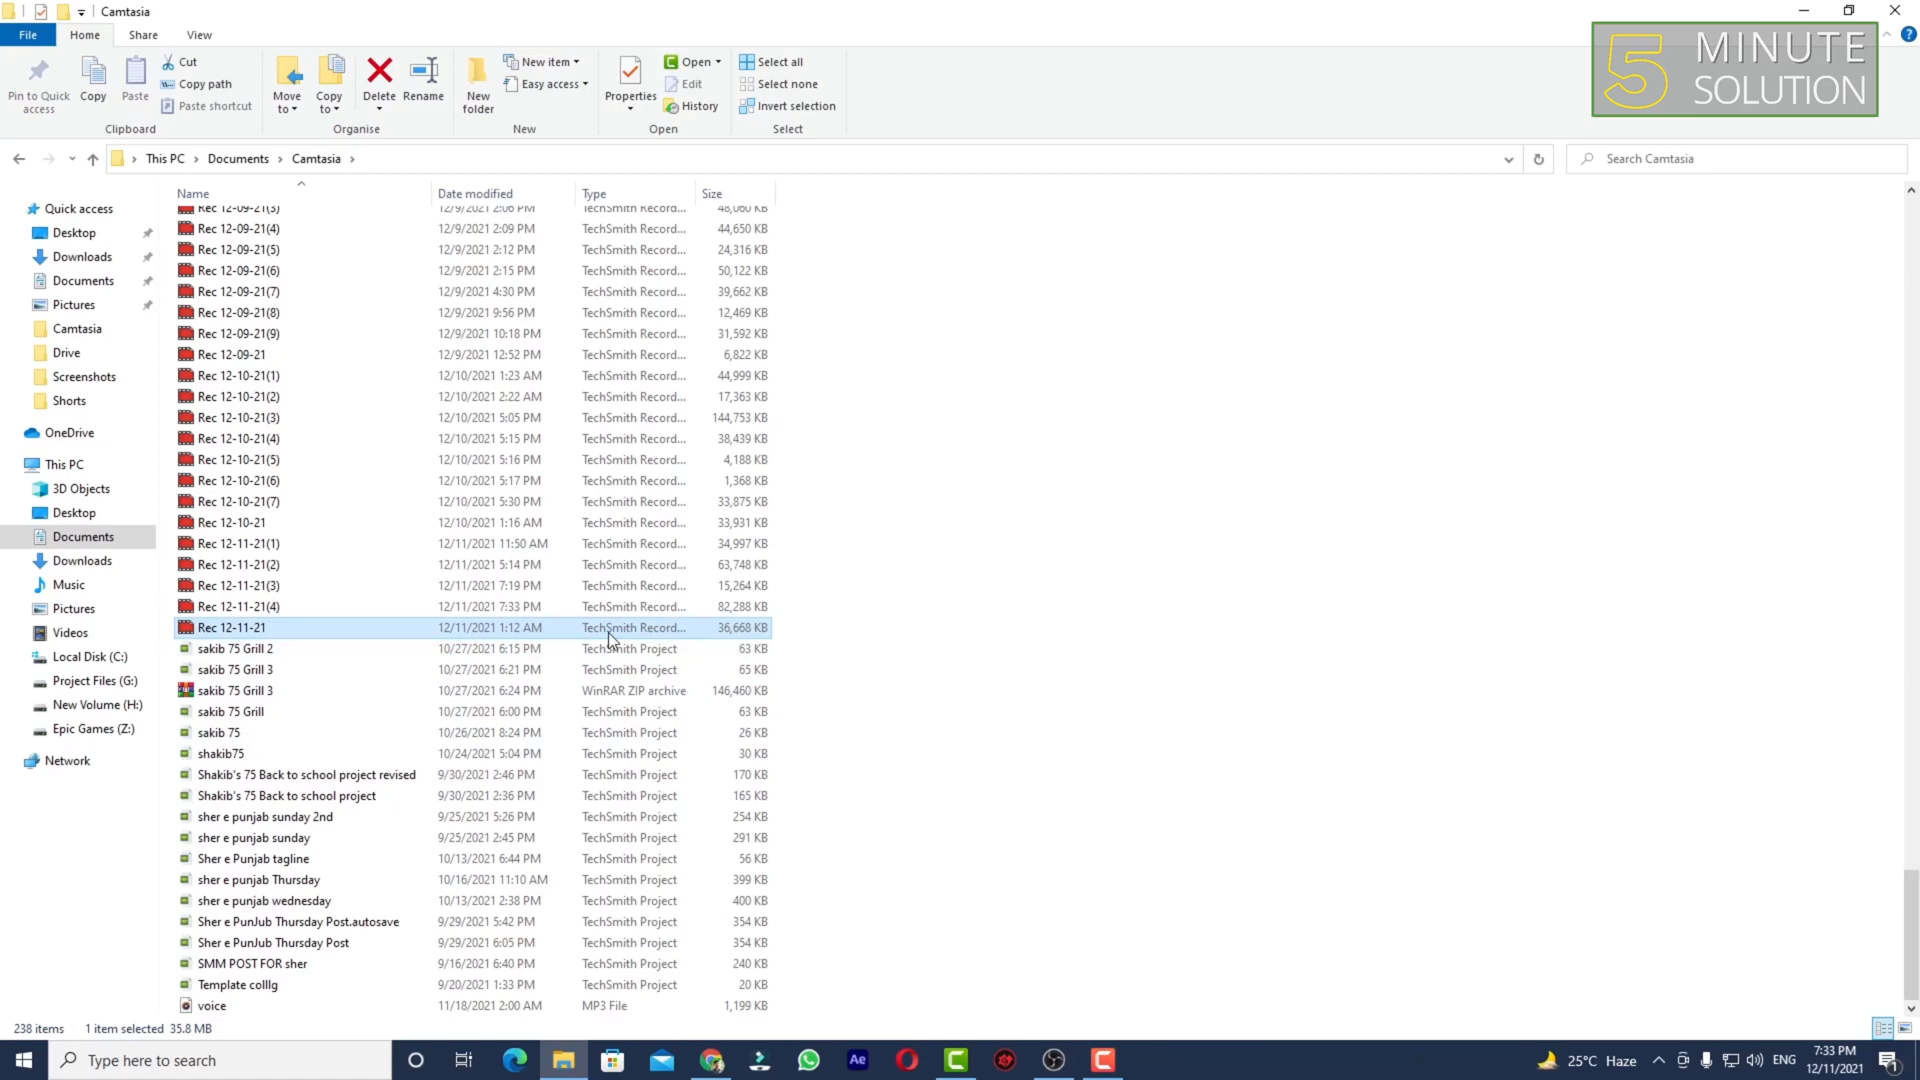 Camtasia
File Home Share View
5 MINUTE SOLUTION
Pin to Quick access
Copy
Paste
Cut
Copy path
Paste shortcut
Clipboard
Move to
Copy to
Delete
Rename
Organise
New folder
New item
Easy access
New
Properties
Open
Edit
History
Open
Select all
Select none
Invert selection
Select
This PC > Documents > Camtasia >
Search Camtasia
Quick access
Desktop
Downloads
Documents
Pictures
Camtasia
Drive
Screenshots
Shorts
OneDrive
This PC
3D Objects
Desktop
Documents
Downloads
Music
Pictures
Videos
Local Disk (C:)
Project Files (G:)
New Volume (H:)
Epic Games (Z:)
Network
Name Date modified Type Size
Rec 12-09-21(3) 12/9/2021 2:06 PM TechSmith Record... 48,060 KB
Rec 12-09-21(4) 12/9/2021 2:09 PM TechSmith Record... 44,650 KB
Rec 12-09-21(5) 12/9/2021 2:12 PM TechSmith Record... 24,316 KB
Rec 12-09-21(6) 12/9/2021 2:15 PM TechSmith Record... 50,122 KB
Rec 12-09-21(7) 12/9/2021 4:30 PM TechSmith Record... 39,662 KB
Rec 12-09-21(8) 12/9/2021 9:56 PM TechSmith Record... 12,469 KB
Rec 12-09-21(9) 12/9/2021 10:18 PM TechSmith Record... 31,592 KB
Rec 12-09-21 12/9/2021 12:52 PM TechSmith Record... 6,822 KB
Rec 12-10-21(1) 12/10/2021 1:23 AM TechSmith Record... 44,999 KB
Rec 12-10-21(2) 12/10/2021 2:22 AM TechSmith Record... 17,363 KB
Rec 12-10-21(3) 12/10/2021 5:05 PM TechSmith Record... 144,753 KB
Rec 12-10-21(4) 12/10/2021 5:15 PM TechSmith Record... 38,439 KB
Rec 12-10-21(5) 12/10/2021 5:16 PM TechSmith Record... 4,188 KB
Rec 12-10-21(6) 12/10/2021 5:17 PM TechSmith Record... 1,368 KB
Rec 12-10-21(7) 12/10/2021 5:30 PM TechSmith Record... 33,875 KB
Rec 12-10-21 12/10/2021 1:16 AM TechSmith Record... 33,931 KB
Rec 12-11-21(1) 12/11/2021 11:50 AM TechSmith Record... 34,997 KB
Rec 12-11-21(2) 12/11/2021 5:14 PM TechSmith Record... 63,748 KB
Rec 12-11-21(3) 12/11/2021 7:19 PM TechSmith Record... 15,264 KB
Rec 12-11-21(4) 12/11/2021 7:33 PM TechSmith Record... 82,288 KB
Rec 12-11-21 12/11/2021 1:12 AM TechSmith Record... 36,668 KB
sakib 75 Grill 2 10/27/2021 6:15 PM TechSmith Project 63 KB
sakib 75 Grill 3 10/27/2021 6:21 PM TechSmith Project 65 KB
sakib 75 Grill 3 10/27/2021 6:24 PM WinRAR ZIP archive 146,460 KB
sakib 75 Grill 10/27/2021 6:00 PM TechSmith Project 63 KB
sakib 75 10/26/2021 8:24 PM TechSmith Project 26 KB
shakib75 10/24/2021 5:04 PM TechSmith Project 30 KB
Shakib's 75 Back to school project revised 9/30/2021 2:46 PM TechSmith Project 170 KB
Shakib's 75 Back to school project 9/30/2021 2:36 PM TechSmith Project 165 KB
sher e punjab sunday 2nd 9/25/2021 5:26 PM TechSmith Project 254 KB
sher e punjab sunday 9/25/2021 2:45 PM TechSmith Project 291 KB
Sher e Punjab tagline 10/13/2021 6:44 PM TechSmith Project 56 KB
sher e punjab Thursday 10/16/2021 11:10 AM TechSmith Project 399 KB
sher e punjab wednesday 10/13/2021 2:38 PM TechSmith Project 400 KB
Sher e PunJub Thursday Post.autosave 9/29/2021 5:42 PM TechSmith Project 354 KB
Sher e PunJub Thursday Post 9/29/2021 6:05 PM TechSmith Project 354 KB
SMM POST FOR sher 9/16/2021 6:40 PM TechSmith Project 240 KB
Template colllg 9/20/2021 1:33 PM TechSmith Project 20 KB
voice 11/18/2021 2:00 AM MP3 File 1,199 KB
238 items 1 item selected 35.8 MB
Type here to search
Ae
25°C Haze
ENG
7:33 PM
12/11/2021
1